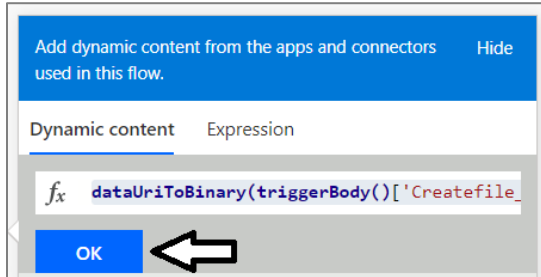 Add dynamic content from the apps and connectors Hide
used in this flow.
Dynamic content Expression
fx dataUriToBinary(triggerBody()['Createfile_
OK